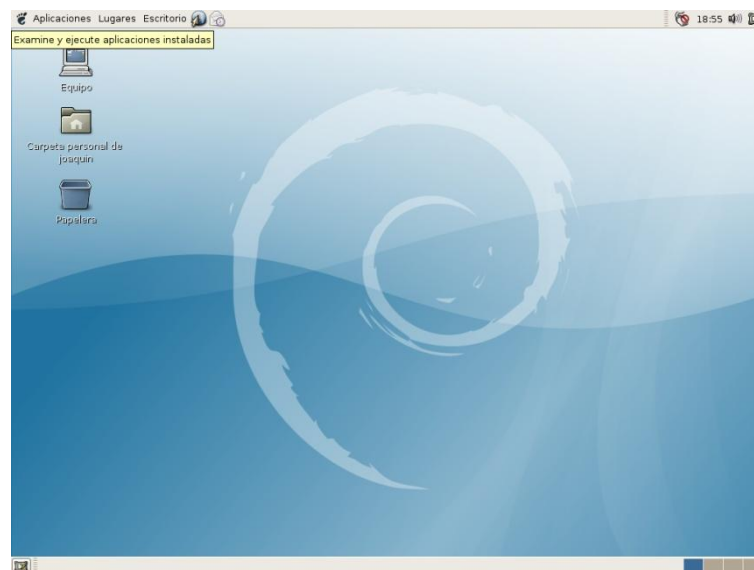 Aplicaciones Lugares Escritorio 18:55
Examine y ejecute aplicaciones instaladas
Equipo
Carpeta personal de
joaquin
Papelera